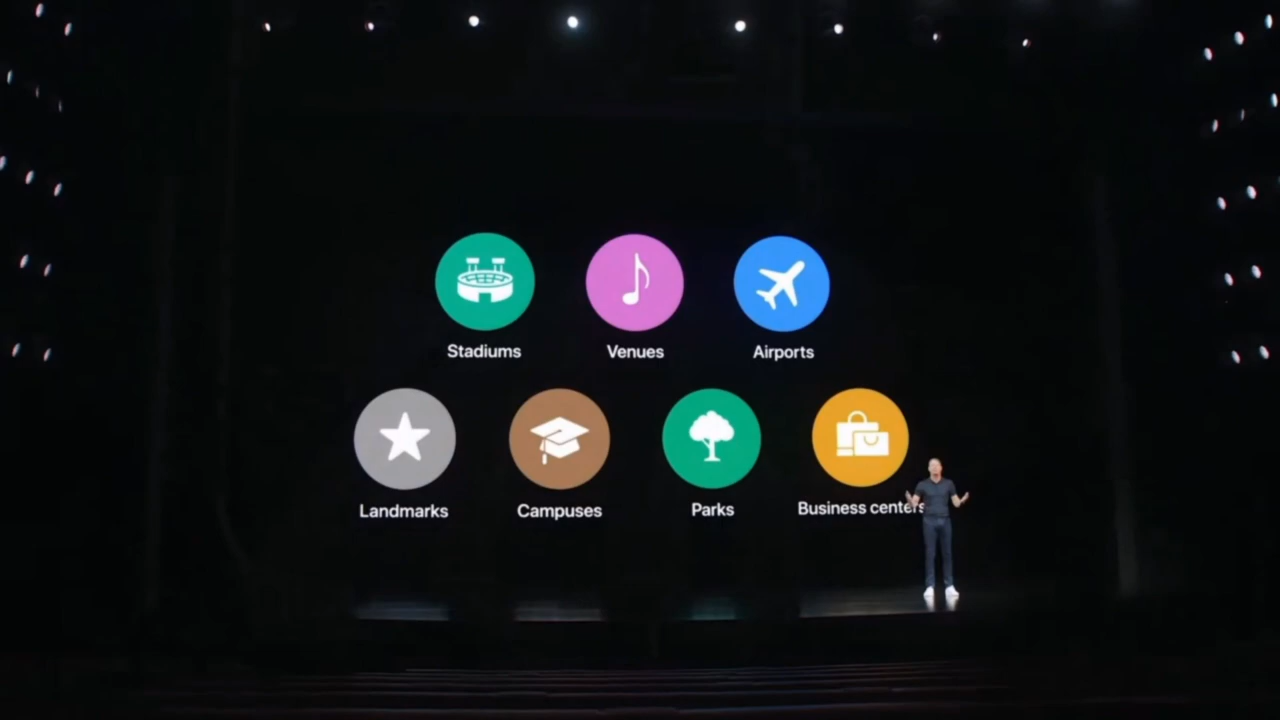 Stadiums
Venues
Airports
Landmarks
Campuses
Parks
Business centers